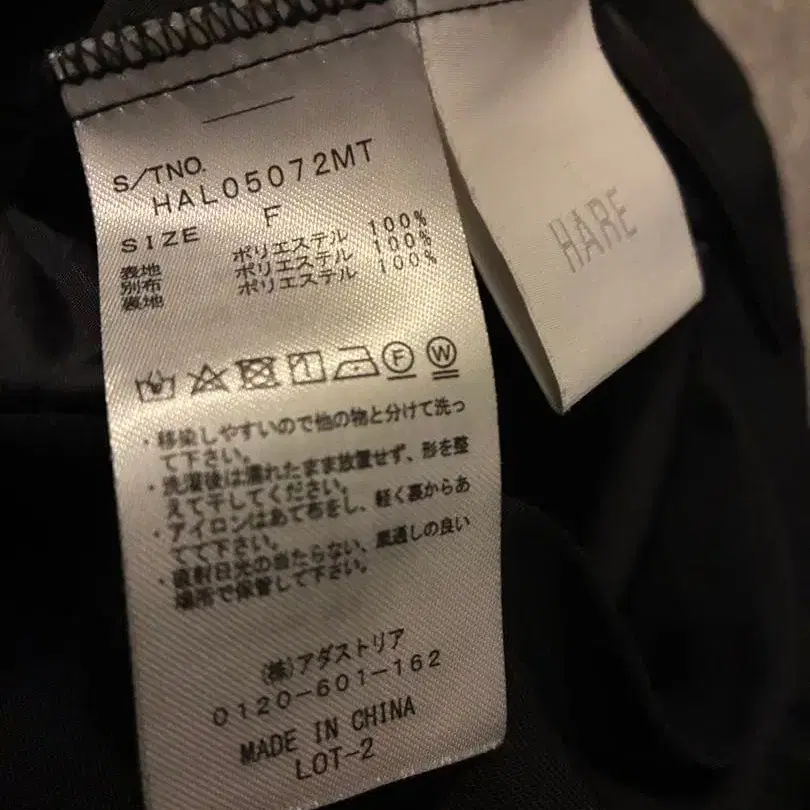 S/TNO.
HAL05072MT
SIZE F
表地 ポリエステル 100%
別布 ポリエステル 100%
裏地 ポリエステル 100%
F W
・移染しやすいので他の物と分けて洗っ
て下さい。
・洗濯後は濡れたまま放置せず、形を整
えて干してください。
・アイロンはあて布をし、軽く裏からあ
てて下さい。
・直射日光の当たらない、風通しの良い
場所で保管して下さい。
(株)アダストリア
0120-601-162
MADE IN CHINA
LOT-2
HARE